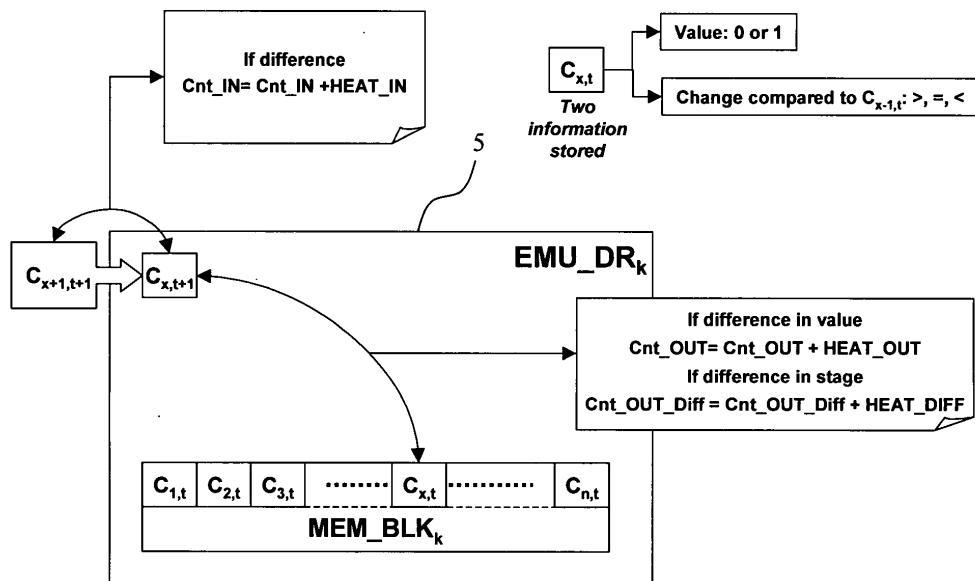 If difference
Cnt_IN= Cnt_IN +HEAT_IN
Value: 0 or 1
Cx,t
Change compared to Cx-1,t: >, =, <
Two
information
stored
5
EMU_DRk
Cx+1,t+1
Cx,t+1
If difference in value
Cnt_OUT= Cnt_OUT + HEAT_OUT
If difference in stage
Cnt_OUT_Diff = Cnt_OUT_Diff + HEAT_DIFF
C1,t C2,t C3,t ........ Cx,t .......... Cn,t
MEM_BLKk